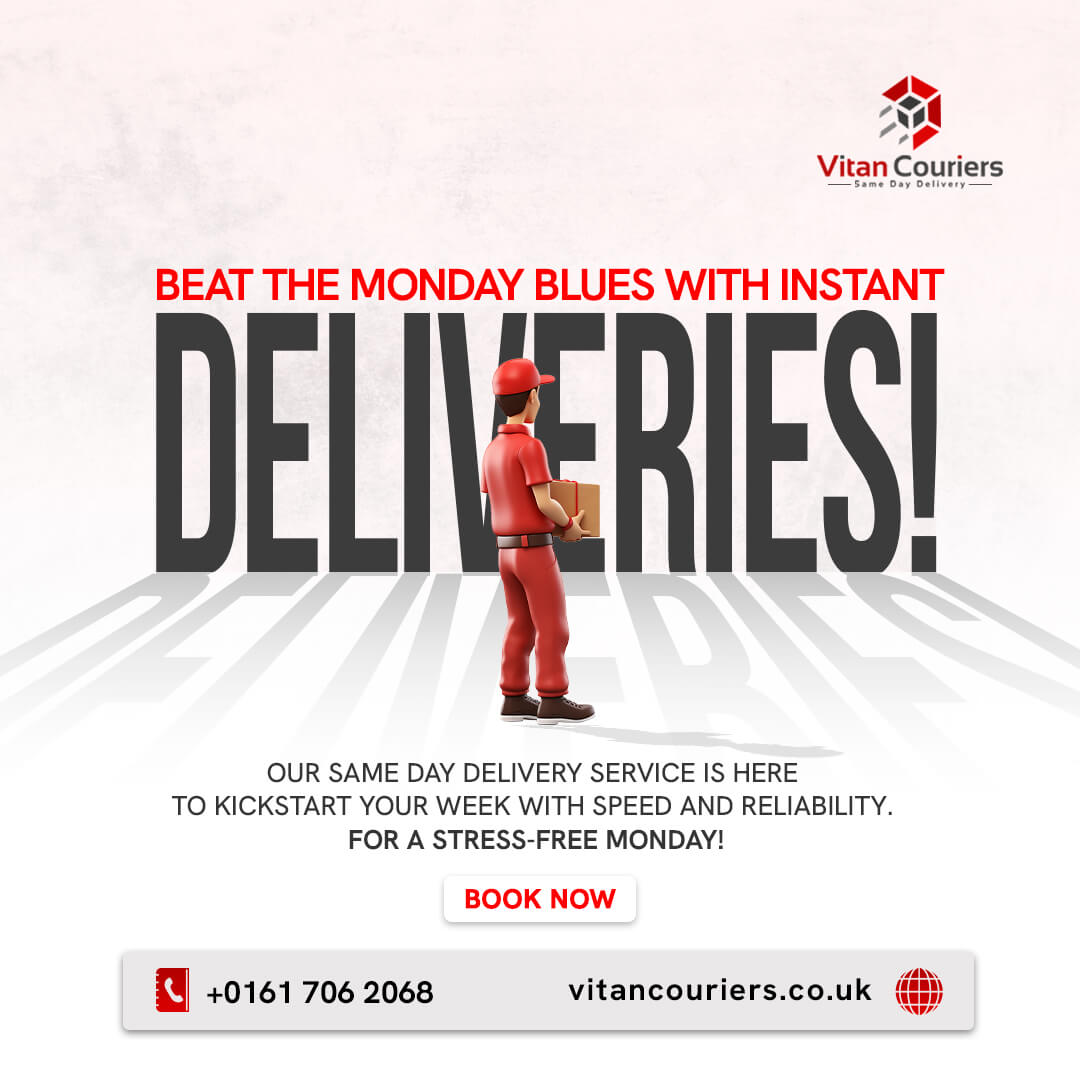 Vitan Couriers
Same Day Delivery
BEAT THE MONDAY BLUES WITH INSTANT
DELIVERIES!
OUR SAME DAY DELIVERY SERVICE IS HERE
TO KICKSTART YOUR WEEK WITH SPEED AND RELIABILITY.
FOR A STRESS-FREE MONDAY!
BOOK NOW
+0161 706 2068
vitancouriers.co.uk